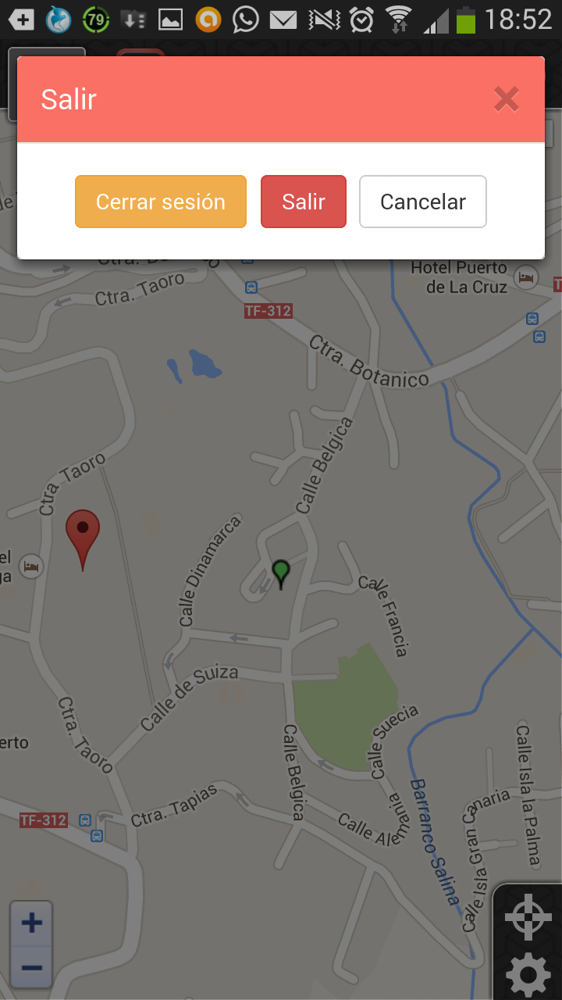 79
18:52
Salir
Cerrar sesión
Salir
Cancelar
Hotel Puerto
de La Cruz
Ctra. Taoro
TF-312
Ctra. Botanico
Calle Belgica
Ctra. Taoro
Calle Dinamarca
Calle Francia
Calle de Suiza
Ctra. Taoro
Calle Suecia
Calle Belgica
erto
Calle Isla la Palma
Ctra. Tapias
Calle Alemania
Barranco Salina
Calle Isla Gran Canaria
TF-312
+
−